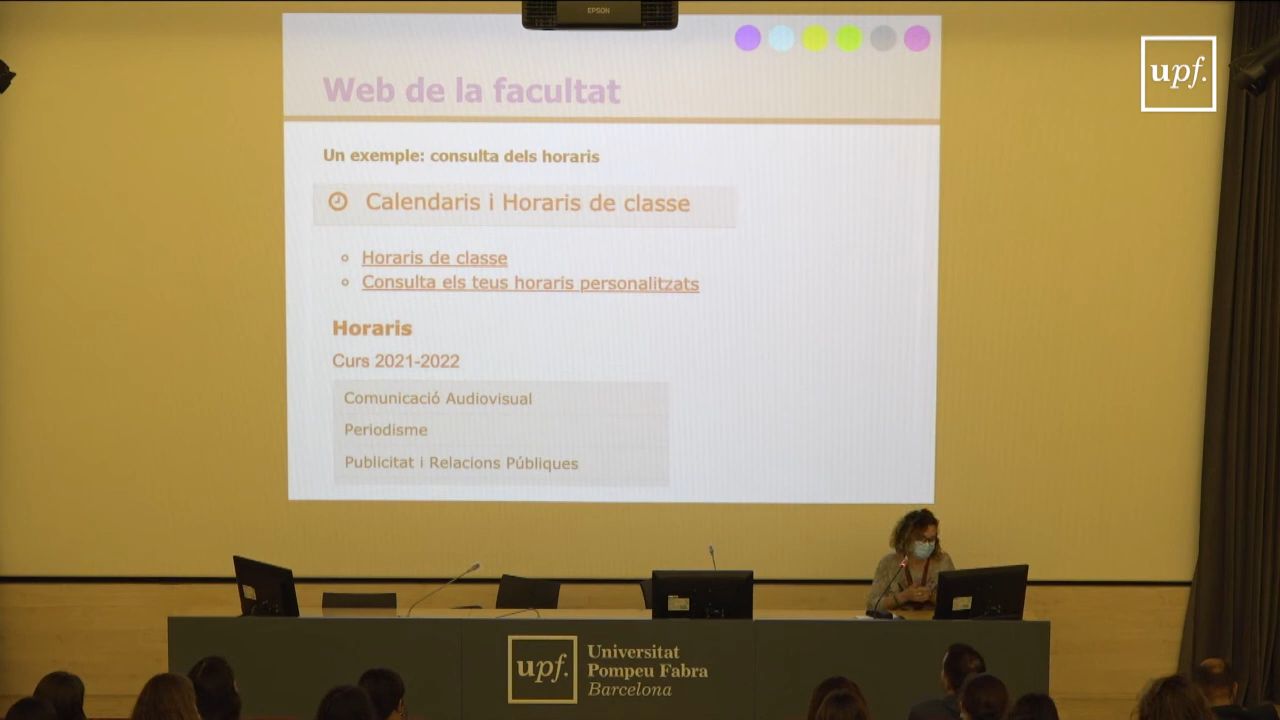 EPSON
upf.
Web de la facultat
Un exemple: consulta dels horaris
Calendaris i Horaris de classe
Horaris de classe
Consulta els teus horaris personalitzats
Horaris
Curs 2021-2022
Comunicació Audiovisual
Periodisme
Publicitat i Relacions Públiques
upf.
Universitat
Pompeu Fabra
Barcelona